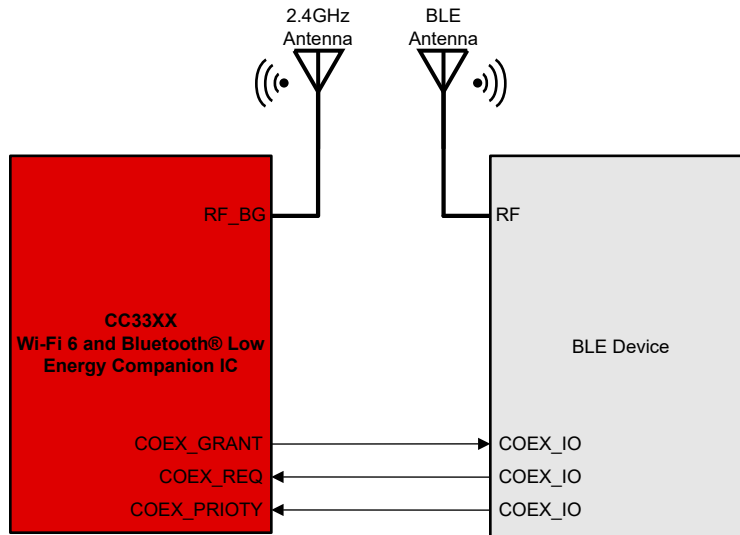 2.4GHz
Antenna
BLE
Antenna
RF_BG
RF
CC33XX
Wi-Fi 6 and Bluetooth® Low
Energy Companion IC
BLE Device
COEX_GRANT
COEX_IO
COEX_REQ
COEX_IO
COEX_PRIOTY
COEX_IO